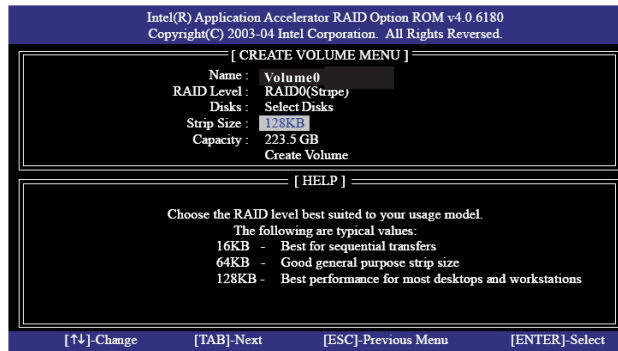 Intel(R) Application Accelerator RAID Option ROM v4.0.6180
Copyright(C) 2003-04 Intel Corporation.  All Rights Reversed.
[ CREATE VOLUME MENU ]
Name : Volume0
RAID Level : RAID0(Stripe)
Disks : Select Disks
Strip Size : 128KB
Capacity : 223.5 GB
Create Volume
[ HELP ]
Choose the RAID level best suited to your usage model.
The following are typical values:
16KB - Best for sequential transfers
64KB - Good general purpose strip size
128KB - Best performance for most desktops and workstations
[↑↓]-Change [TAB]-Next [ESC]-Previous Menu [ENTER]-Select